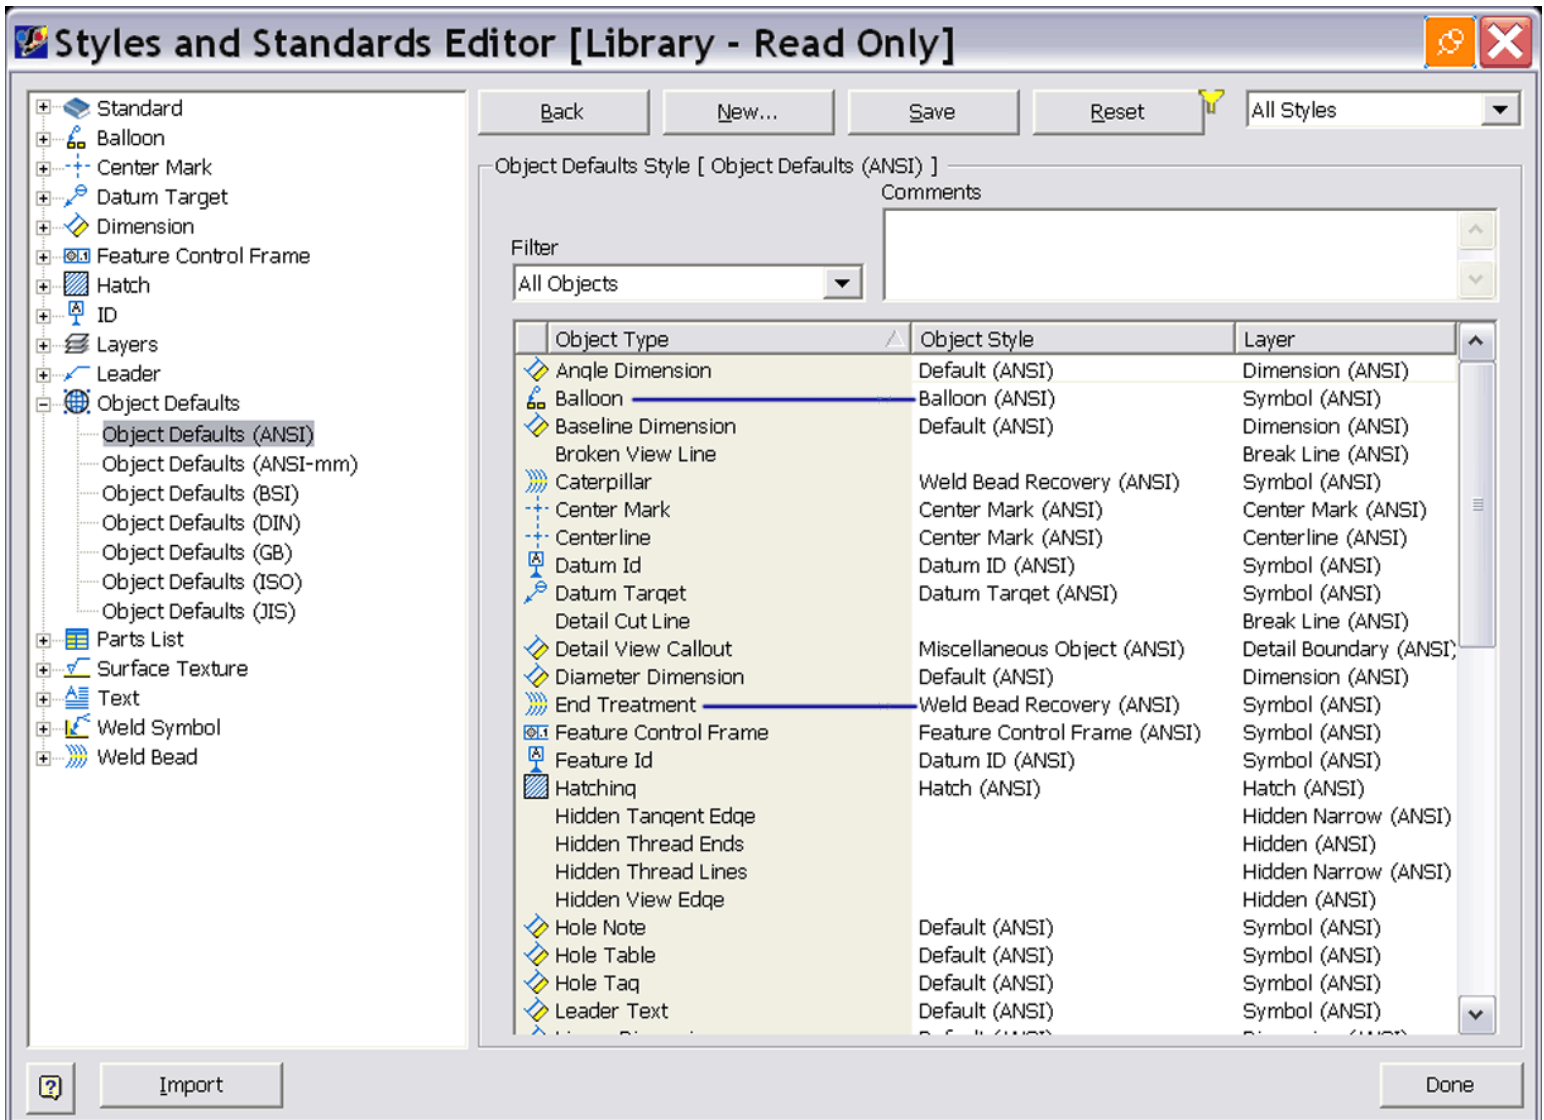 Styles and Standards Editor [Library - Read Only]
Standard
Balloon
Center Mark
Datum Target
Dimension
Feature Control Frame
Hatch
ID
Layers
Leader
Object Defaults
Object Defaults (ANSI)
Object Defaults (ANSI-mm)
Object Defaults (BSI)
Object Defaults (DIN)
Object Defaults (GB)
Object Defaults (ISO)
Object Defaults (JIS)
Parts List
Surface Texture
Text
Weld Symbol
Weld Bead
Back New... Save Reset All Styles
Object Defaults Style [ Object Defaults (ANSI) ]
Comments
Filter
All Objects
Object Type Object Style Layer
Angle Dimension Default (ANSI) Dimension (ANSI)
Balloon Balloon (ANSI) Symbol (ANSI)
Baseline Dimension Default (ANSI) Dimension (ANSI)
Broken View Line Break Line (ANSI)
Caterpillar Weld Bead Recovery (ANSI) Symbol (ANSI)
Center Mark Center Mark (ANSI) Center Mark (ANSI)
Centerline Center Mark (ANSI) Centerline (ANSI)
Datum Id Datum ID (ANSI) Symbol (ANSI)
Datum Target Datum Target (ANSI) Symbol (ANSI)
Detail Cut Line Break Line (ANSI)
Detail View Callout Miscellaneous Object (ANSI) Detail Boundary (ANSI)
Diameter Dimension Default (ANSI) Dimension (ANSI)
End Treatment Weld Bead Recovery (ANSI) Symbol (ANSI)
Feature Control Frame Feature Control Frame (ANSI) Symbol (ANSI)
Feature Id Datum ID (ANSI) Symbol (ANSI)
Hatching Hatch (ANSI) Hatch (ANSI)
Hidden Tangent Edge Hidden Narrow (ANSI)
Hidden Thread Ends Hidden (ANSI)
Hidden Thread Lines Hidden Narrow (ANSI)
Hidden View Edge Hidden (ANSI)
Hole Note Default (ANSI) Symbol (ANSI)
Hole Table Default (ANSI) Symbol (ANSI)
Hole Tag Default (ANSI) Symbol (ANSI)
Leader Text Default (ANSI) Symbol (ANSI)
Import Done